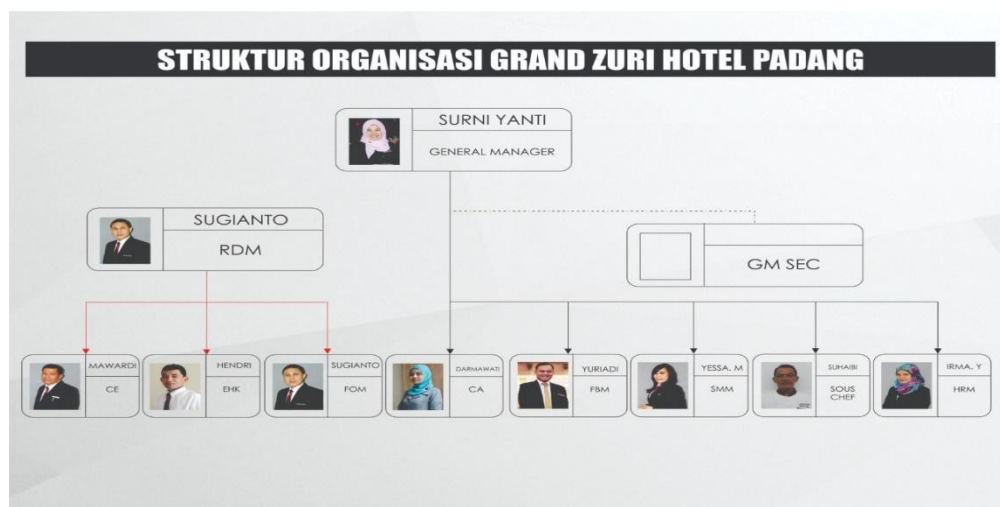 STRUKTUR ORGANISASI GRAND ZURI HOTEL PADANG
SURNI YANTI
GENERAL MANAGER
SUGIANTO
RDM
GM SEC
MAWARDI
CE
HENDRI
EHK
SUGIANTO
FOM
DARMAWATI
CA
YURIADI
FBM
YESSA. M
SMM
SUHAIBI
SOUS
CHEF
IRMA. Y
HRM